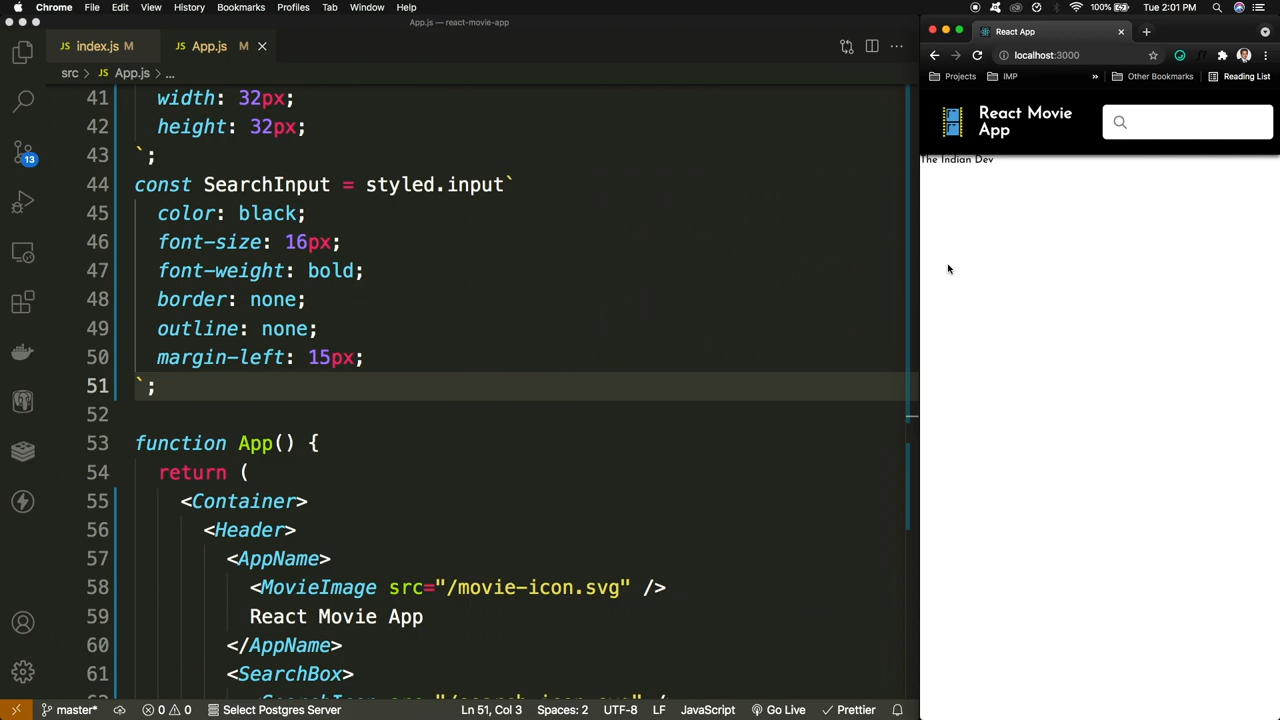 Chrome File Edit View History Bookmarks Profiles Tab Window Help 100% Tue 2:01 PM
App.js — react-movie-app
JS index.js M JS App.js M
src > JS App.js > ...
41 width: 32px;
42 height: 32px;
43 `;
44 const SearchInput = styled.input`
45 color: black;
46 font-size: 16px;
47 font-weight: bold;
48 border: none;
49 outline: none;
50 margin-left: 15px;
51 `;
52
53 function App() {
54 return (
55 <Container>
56 <Header>
57 <AppName>
58 <MovieImage src="/movie-icon.svg" />
59 React Movie App
60 </AppName>
61 <SearchBox>
13
master* 0 0 Select Postgres Server Ln 51, Col 3 Spaces: 2 UTF-8 LF JavaScript Go Live Prettier
React App
localhost:3000
Projects IMP » Other Bookmarks Reading List
React Movie
App
The Indian Dev